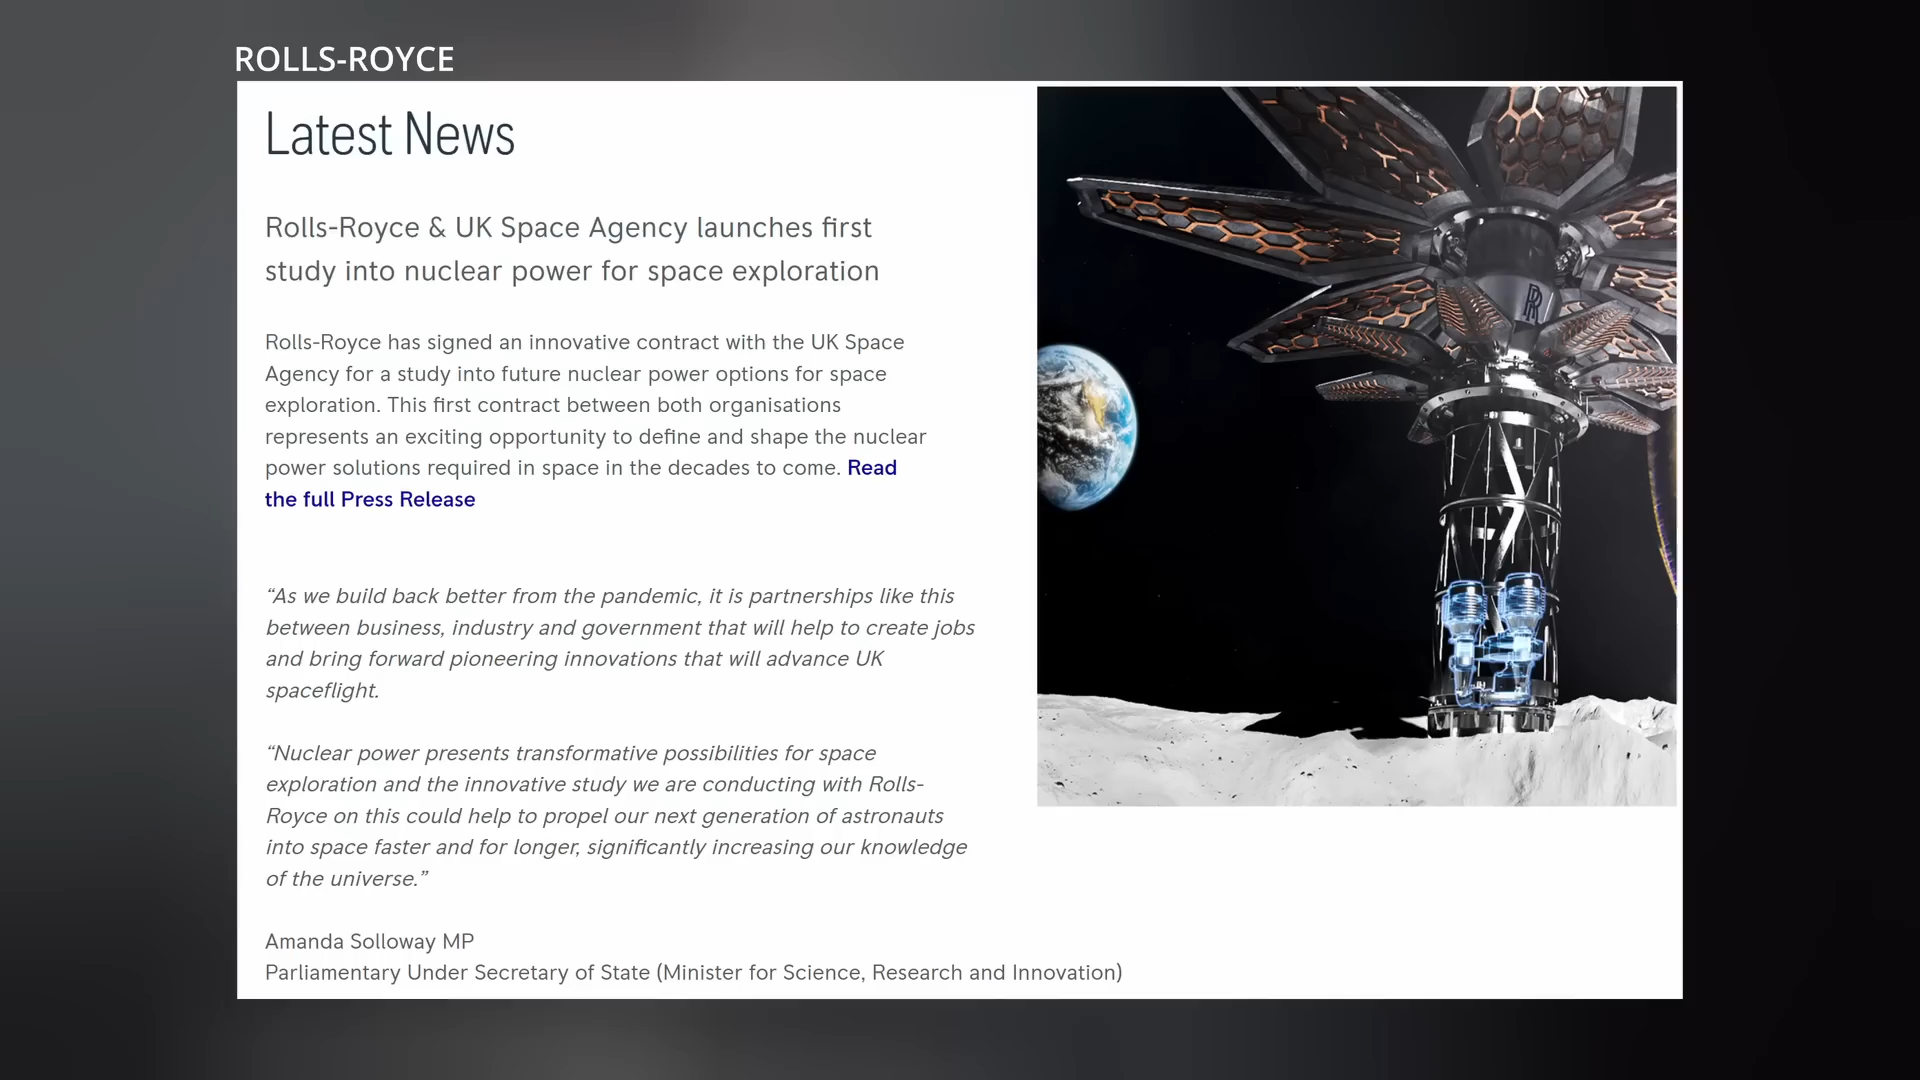 ROLLS-ROYCE
Latest News
Rolls-Royce & UK Space Agency launches first
study into nuclear power for space exploration
Rolls-Royce has signed an innovative contract with the UK Space
Agency for a study into future nuclear power options for space
exploration. This first contract between both organisations
represents an exciting opportunity to define and shape the nuclear
power solutions required in space in the decades to come. Read
the full Press Release
“As we build back better from the pandemic, it is partnerships like this
between business, industry and government that will help to create jobs
and bring forward pioneering innovations that will advance UK
spaceflight.
“Nuclear power presents transformative possibilities for space
exploration and the innovative study we are conducting with Rolls-
Royce on this could help to propel our next generation of astronauts
into space faster and for longer, significantly increasing our knowledge
of the universe.”
Amanda Solloway MP
Parliamentary Under Secretary of State (Minister for Science, Research and Innovation)
RR